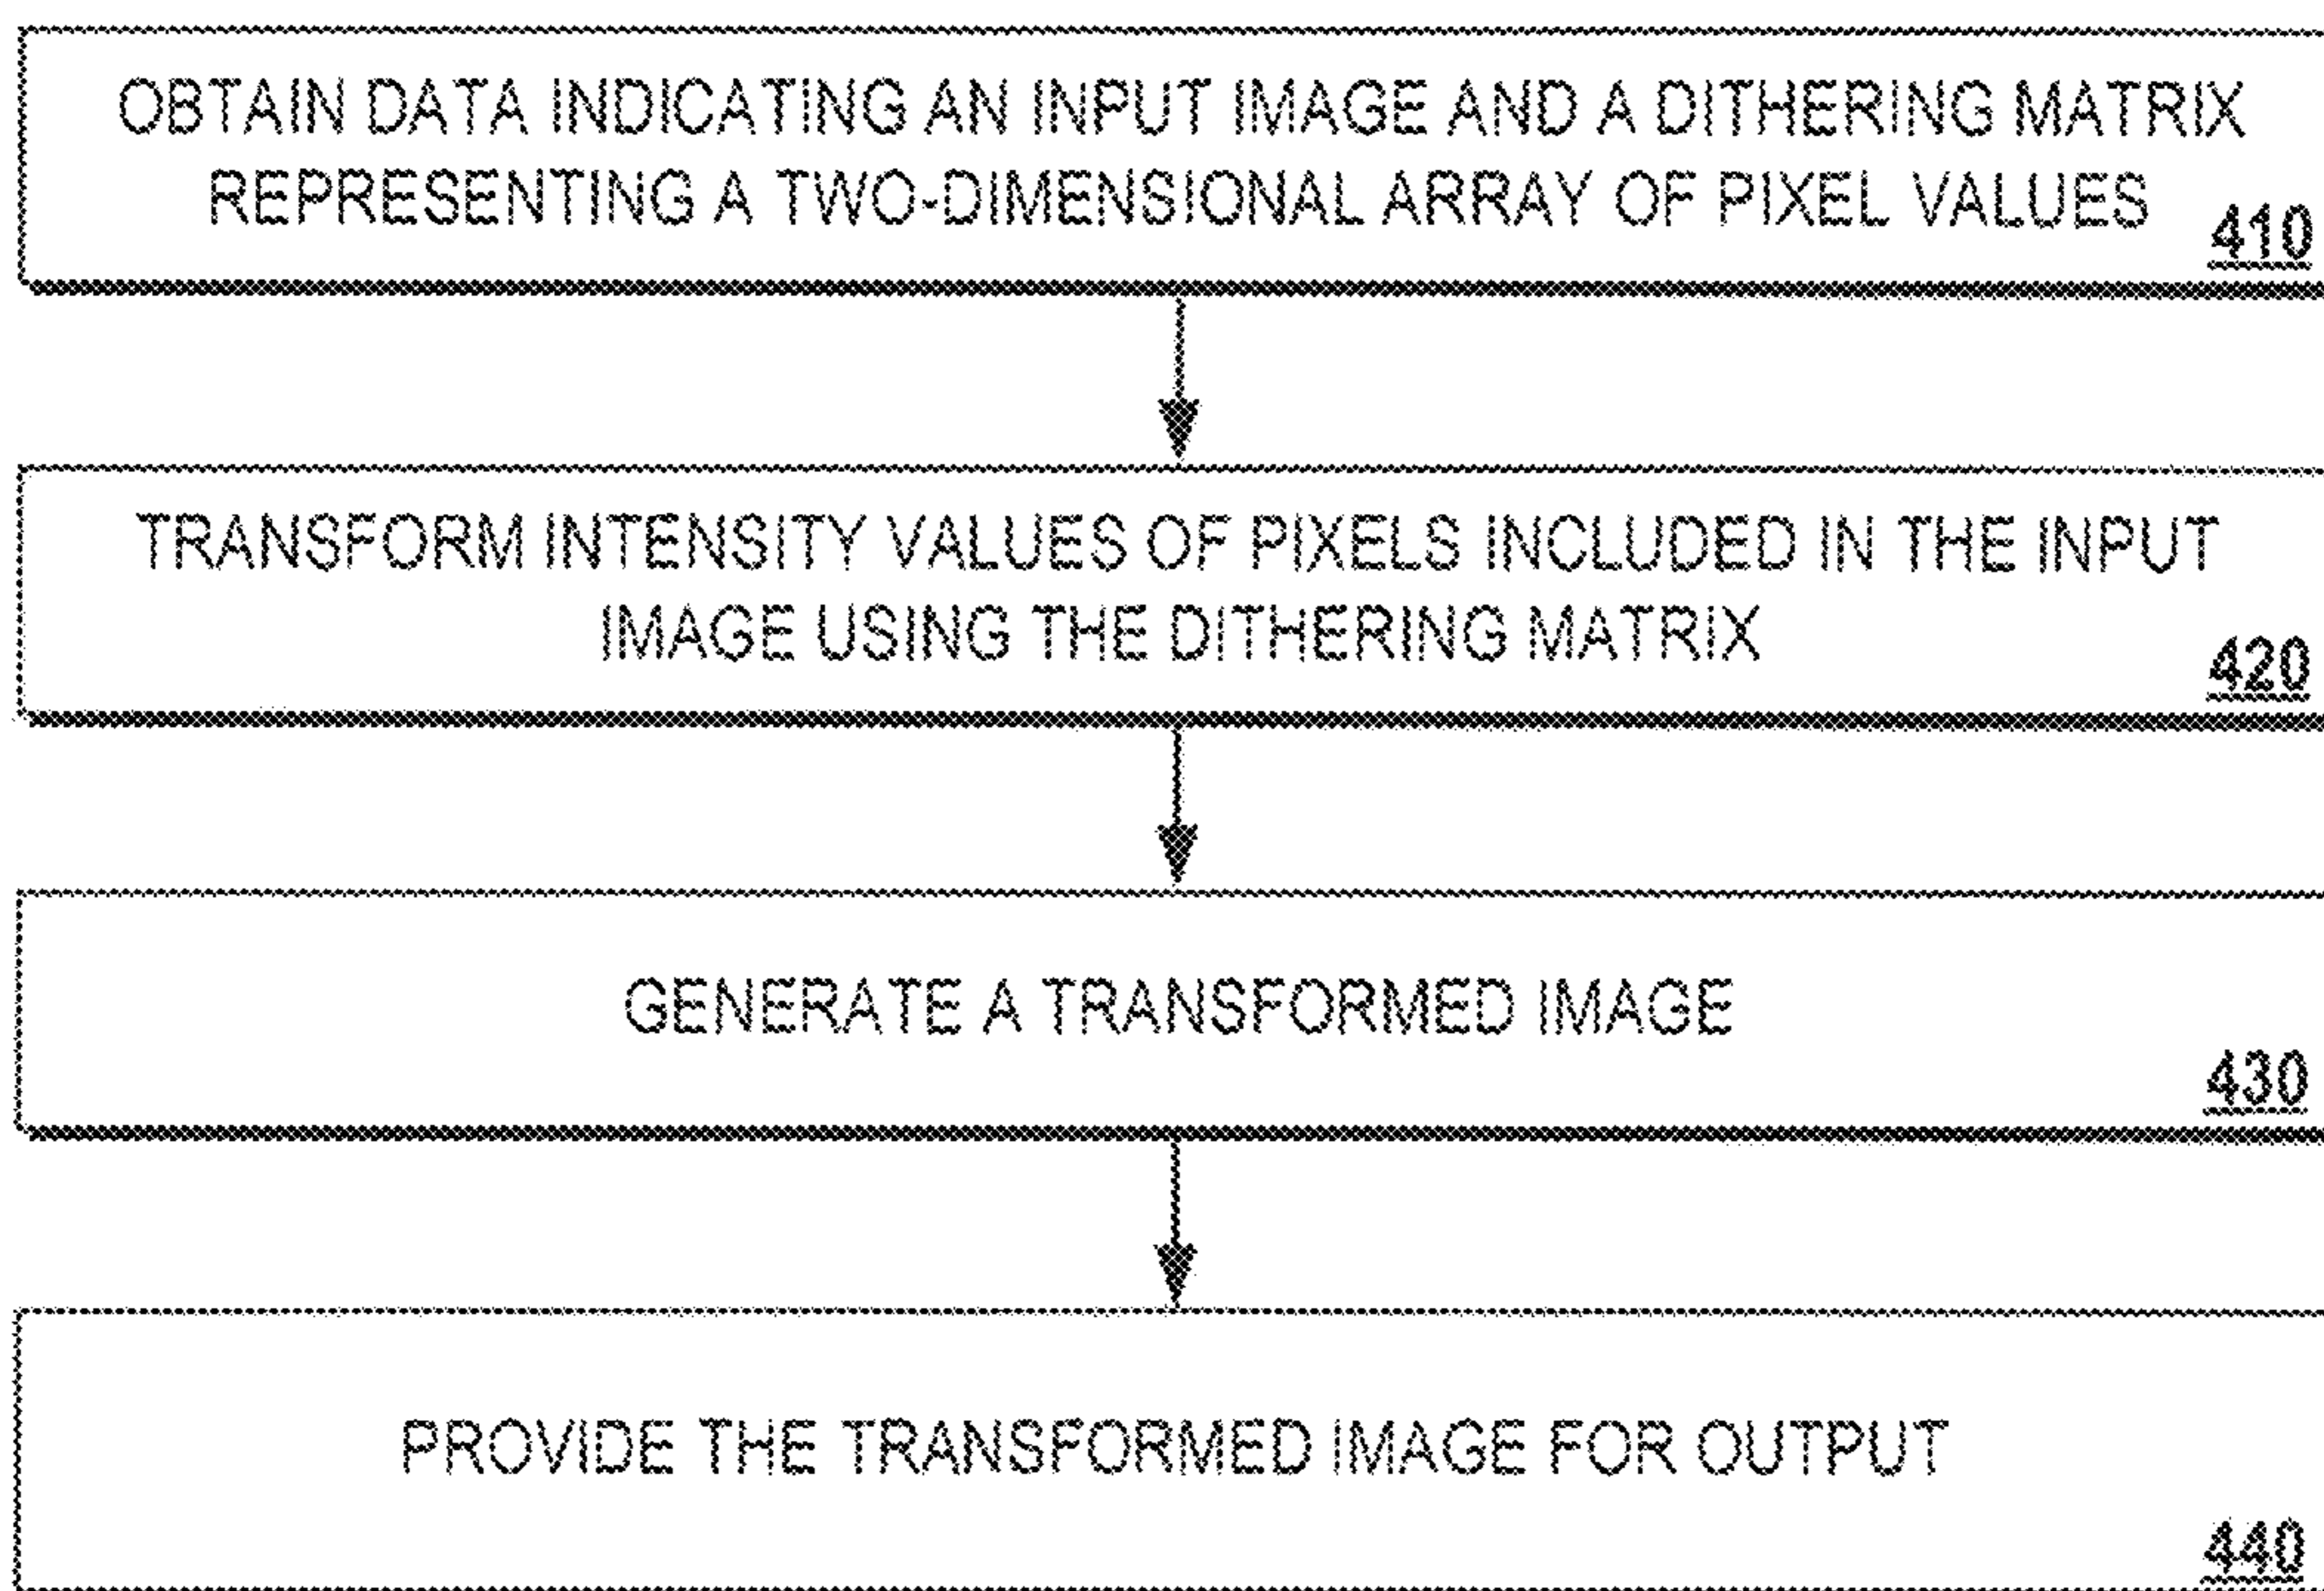 OBTAIN DATA INDICATING AN INPUT IMAGE AND A DITHERING MATRIX
REPRESENTING A TWO-DIMENSIONAL ARRAY OF PIXEL VALUES
410
TRANSFORM INTENSITY VALUES OF PIXELS INCLUDED IN THE INPUT
IMAGE USING THE DITHERING MATRIX
420
GENERATE A TRANSFORMED IMAGE
430
PROVIDE THE TRANSFORMED IMAGE FOR OUTPUT
440